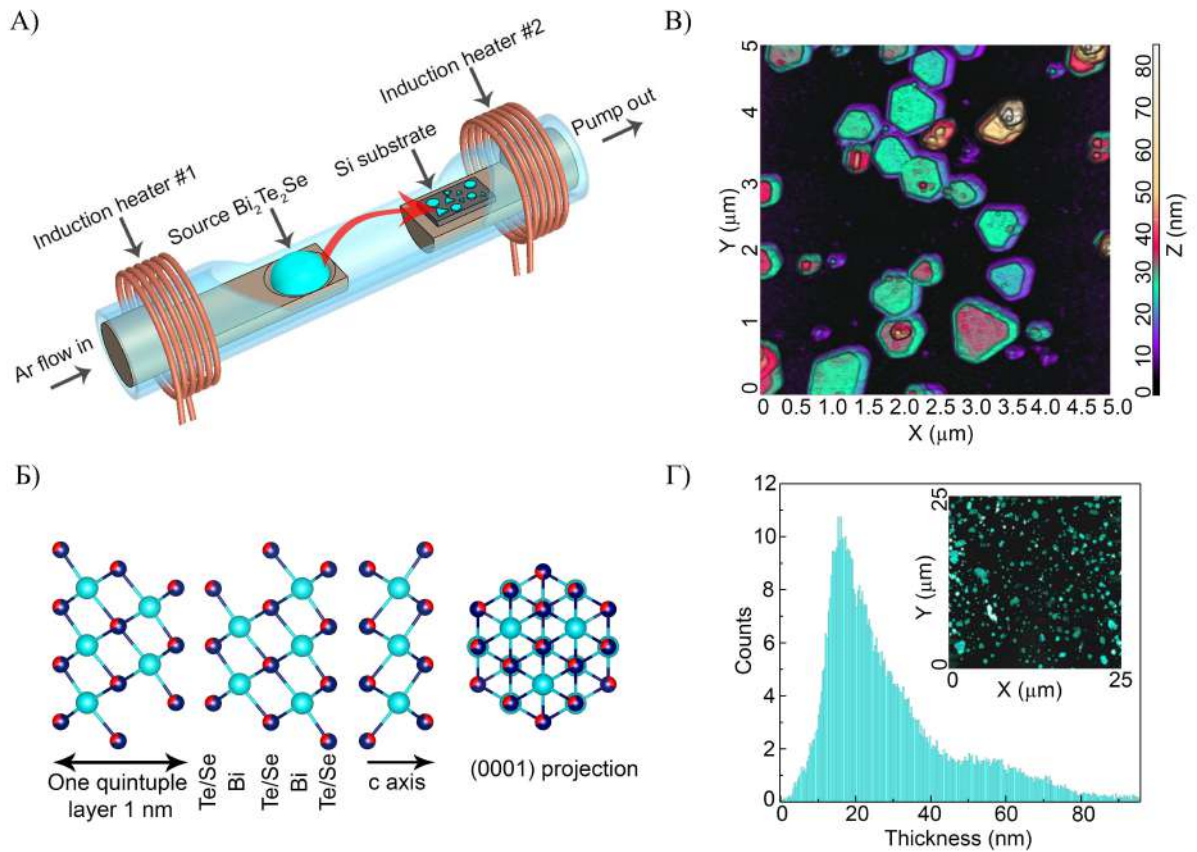 А)
Induction heater #1
Source Bi2Te2Se
Si substrate
Induction heater #2
Pump out
Ar flow in
В)
Y (μm)
5
4
3
2
1
0
0 0.5 1.0 1.5 2.0 2.5 3.0 3.5 4.0 4.5 5.0
X (μm)
Z (nm)
0 10 20 30 40 50 60 70 80
Б)
One quintuple
layer 1 nm
Te/Se
Bi
Te/Se
Bi
Te/Se
c axis
(0001) projection
Г)
Counts
12
10
8
6
4
2
0
0 20 40 60 80
Thickness (nm)
Y (μm)
25
0
0 25
X (μm)